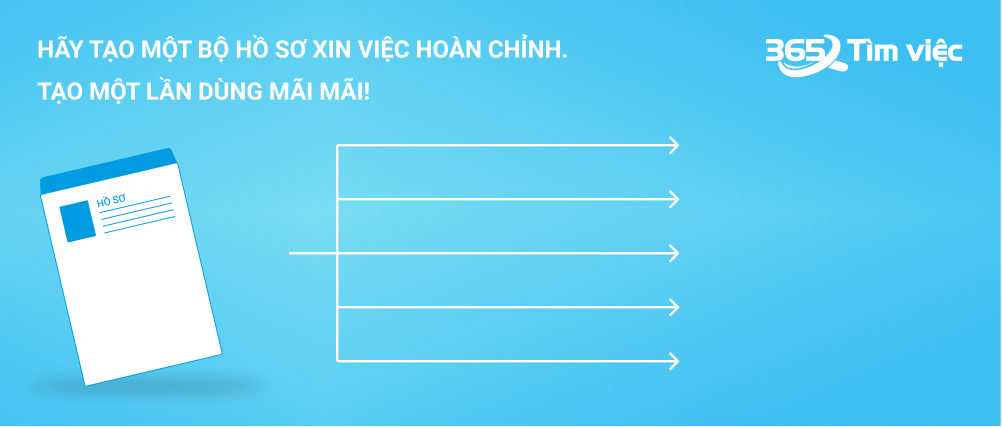 HÃY TẠO MỘT BỘ HỒ SƠ XIN VIỆC HOÀN CHỈNH.
TẠO MỘT LẦN DÙNG MÃI MÃI!
365 Tìm việc
HỒ SƠ